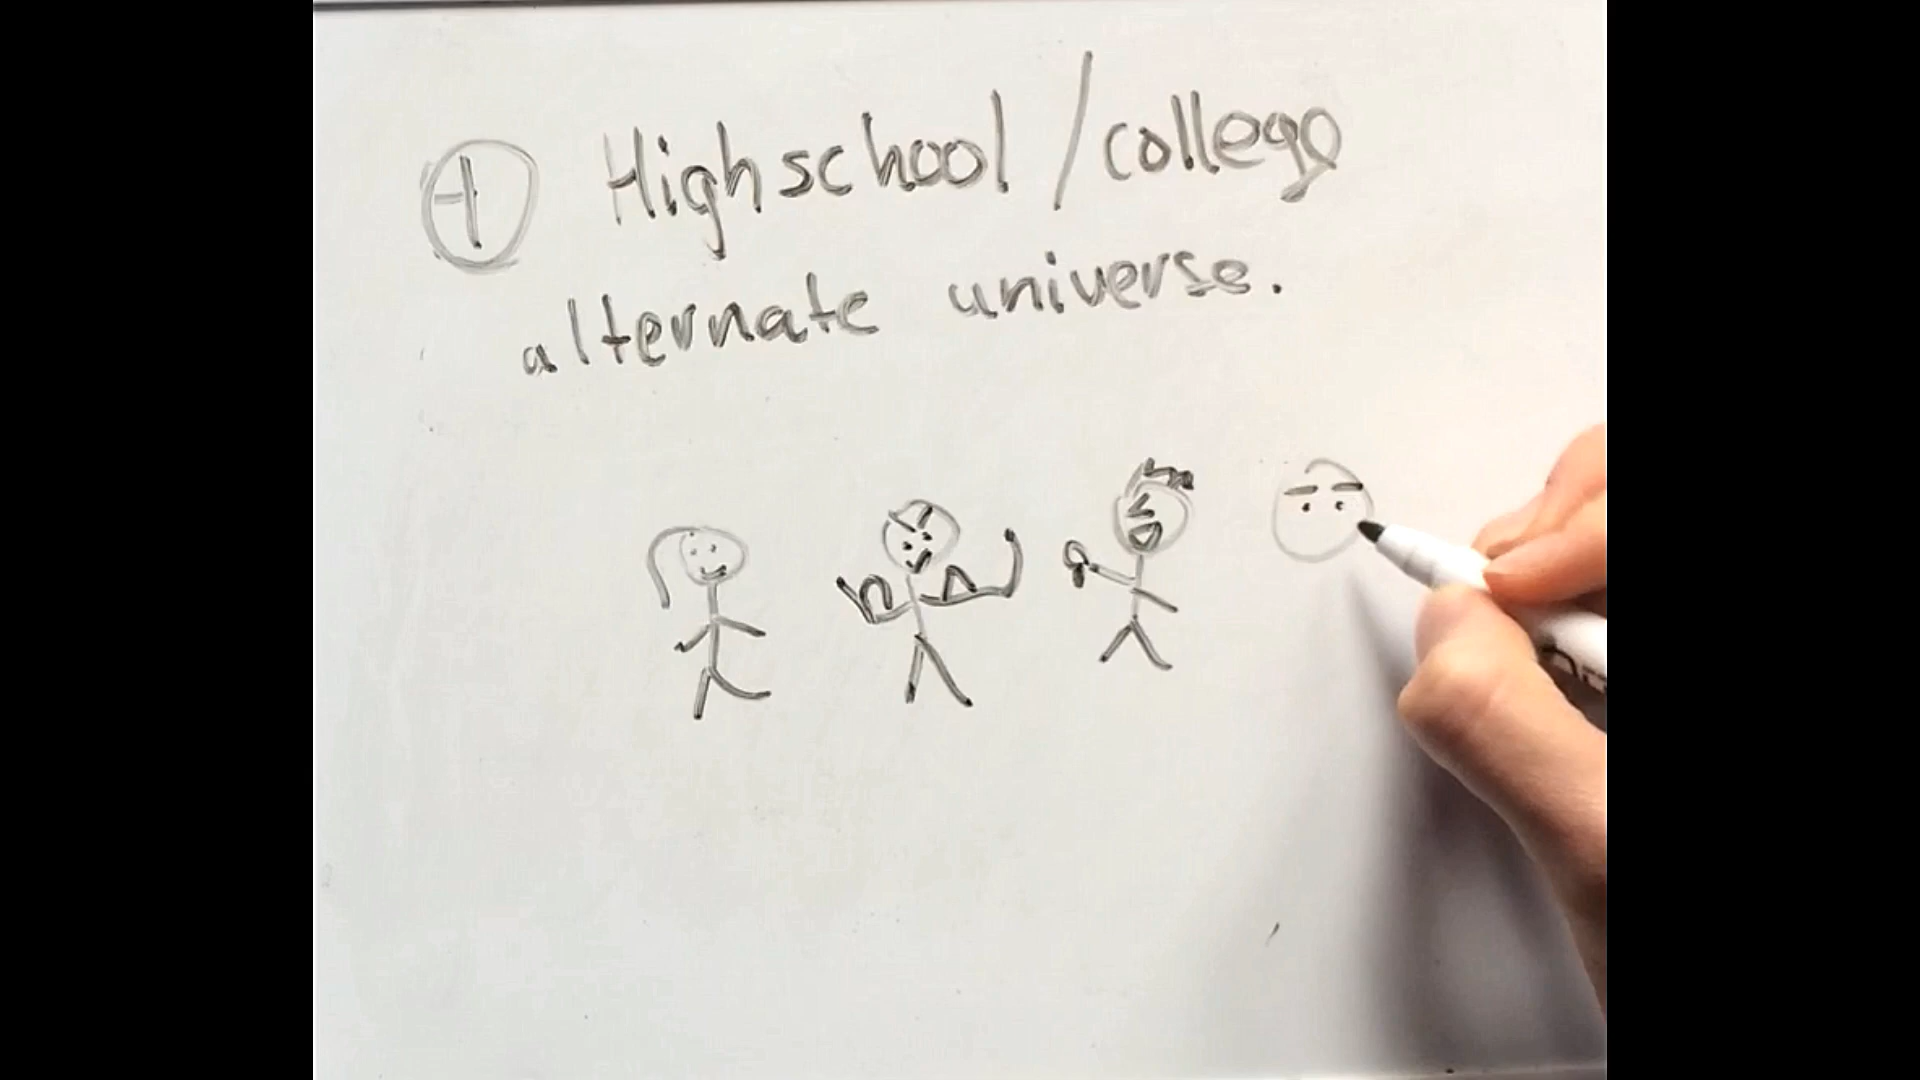 ① Highschool / college
alternate universe.